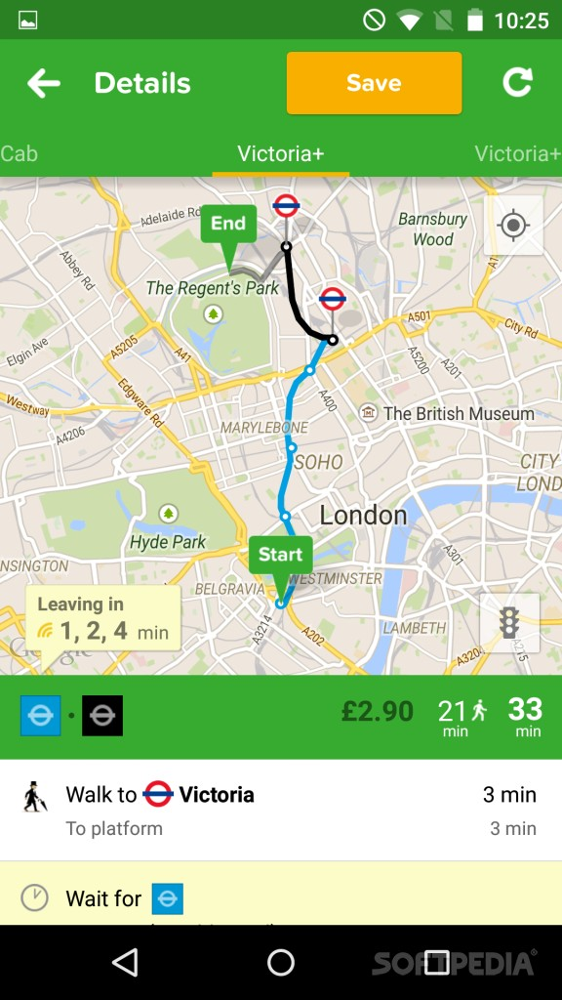 10:25
Details
Save
Cab
Victoria+
Victoria+
Adelaide Rd
Barnsbury
Wood
End
Abbey Rd
The Regent's Park
A501
City Rd
A5205
A41
Elgin Ave
A5200
A201
Edgware Rd
Westway
A400
The British Museum
A4206
MARYLEBONE
SOHO
CITY
LOND
London
Hyde Park
A301
Start
NSINGTON
WESTMINSTER
BELGRAVIA
Leaving in
1, 2, 4 min
A3214
A202
LAMBETH
A320
A215
Google
£2.90
21
min
33
min
Walk to Victoria
3 min
To platform
3 min
Wait for
SOFTPEDIA®